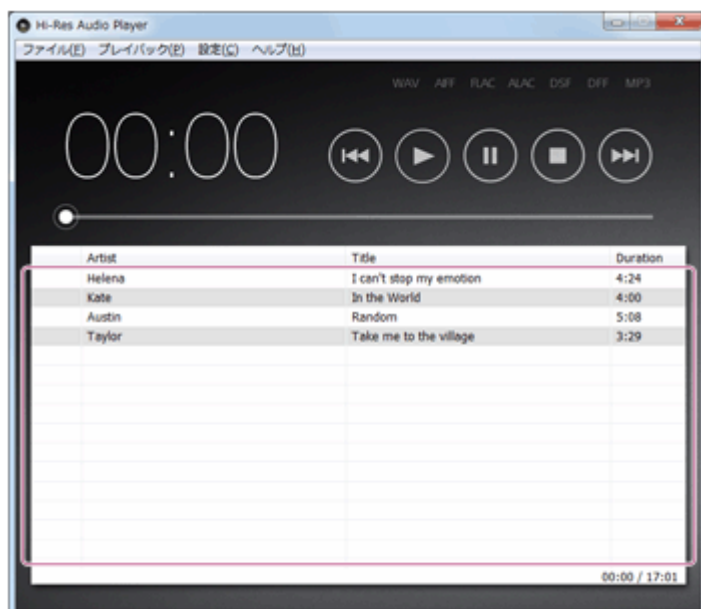 Hi-Res Audio Player
ファイル(F) プレイバック(P) 設定(C) ヘルプ(H)
WAV AIFF FLAC ALAC DSF DFF MP3
00:00
Artist Title Duration
Helena I can't stop my emotion 4:24
Kate In the World 4:00
Austin Random 5:08
Taylor Take me to the village 3:29
00:00 / 17:01